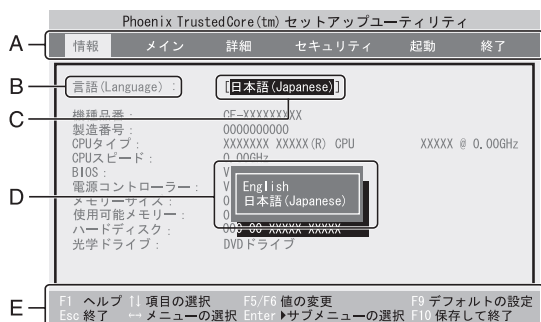 Phoenix TrustedCore(tm) セットアップユーティリティ
A
情報 メイン 詳細 セキュリティ 起動 終了
B
言語(Language) : [日本語(Japanese)]
C
機種品番 : CF-XXXXXXXXX
製造番号 : 0000000000
CPUタイプ : XXXXXXX XXXXX(R) CPU XXXXX @ 0.00GHz
CPUスピード : 0.00GHz
BIOS : V
電源コントローラー : V
D
English
日本語(Japanese)
メモリーサイズ : 0
使用可能メモリー : 0
ハードディスク : XXXXX XXXXX
光学ドライブ : DVDドライブ
E
F1 ヘルプ ↑↓ 項目の選択 F5/F6 値の変更 F9 デフォルトの設定
Esc 終了 ↔ メニューの選択 Enter ▶サブメニューの選択 F10 保存して終了